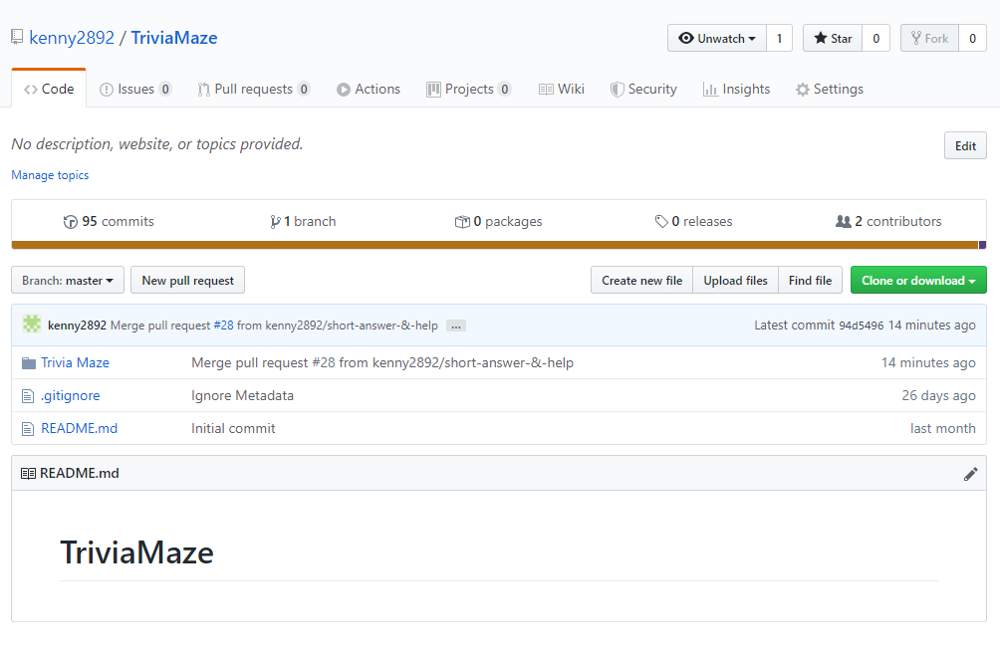 kenny2892 / TriviaMaze Unwatch 1 Star 0 Fork 0
Code Issues 0 Pull requests 0 Actions Projects 0 Wiki Security Insights Settings
No description, website, or topics provided. Edit
Manage topics
95 commits 1 branch 0 packages 0 releases 2 contributors
Branch: master New pull request Create new file Upload files Find file Clone or download
kenny2892 Merge pull request #28 from kenny2892/short-answer-&-help ... Latest commit 94d5496 14 minutes ago
Trivia Maze Merge pull request #28 from kenny2892/short-answer-&-help 14 minutes ago
.gitignore Ignore Metadata 26 days ago
README.md Initial commit last month
README.md
TriviaMaze